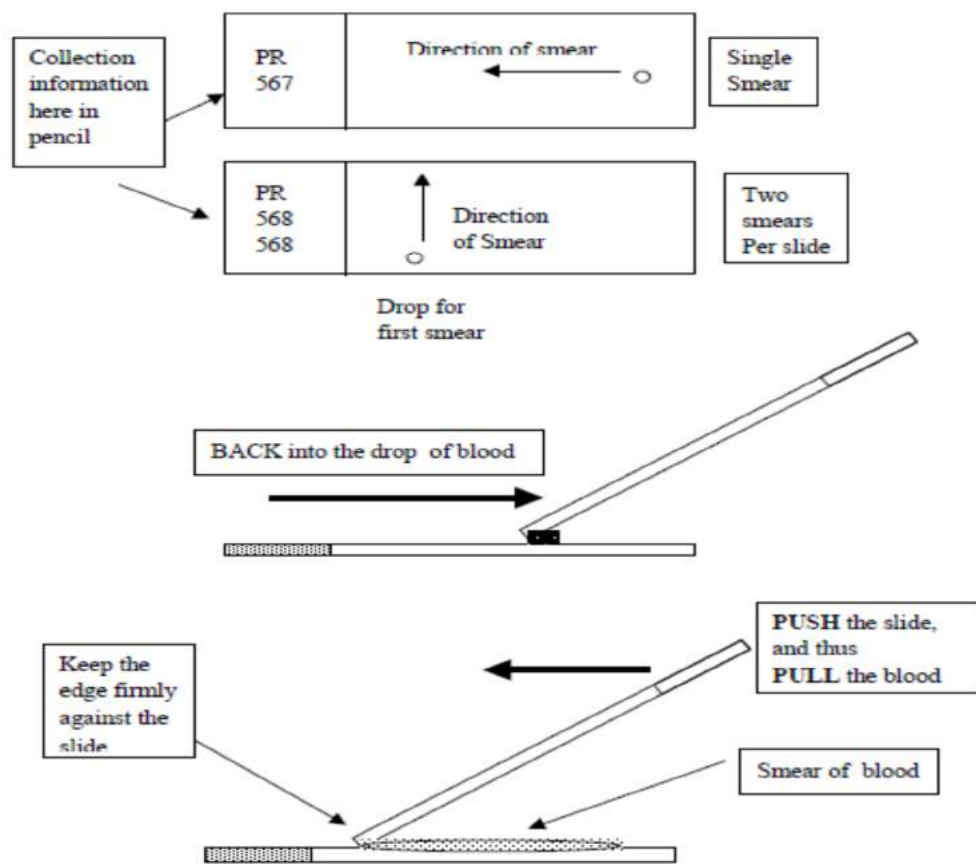 Collection
information
here in
pencil
PR
567
Direction of smear
Single
Smear
PR
568
568
Direction
of Smear
Two
smears
Per slide
Drop for
first smear
BACK into the drop of blood
Keep the
edge firmly
against the
slide
PUSH the slide,
and thus
PULL the blood
Smear of blood